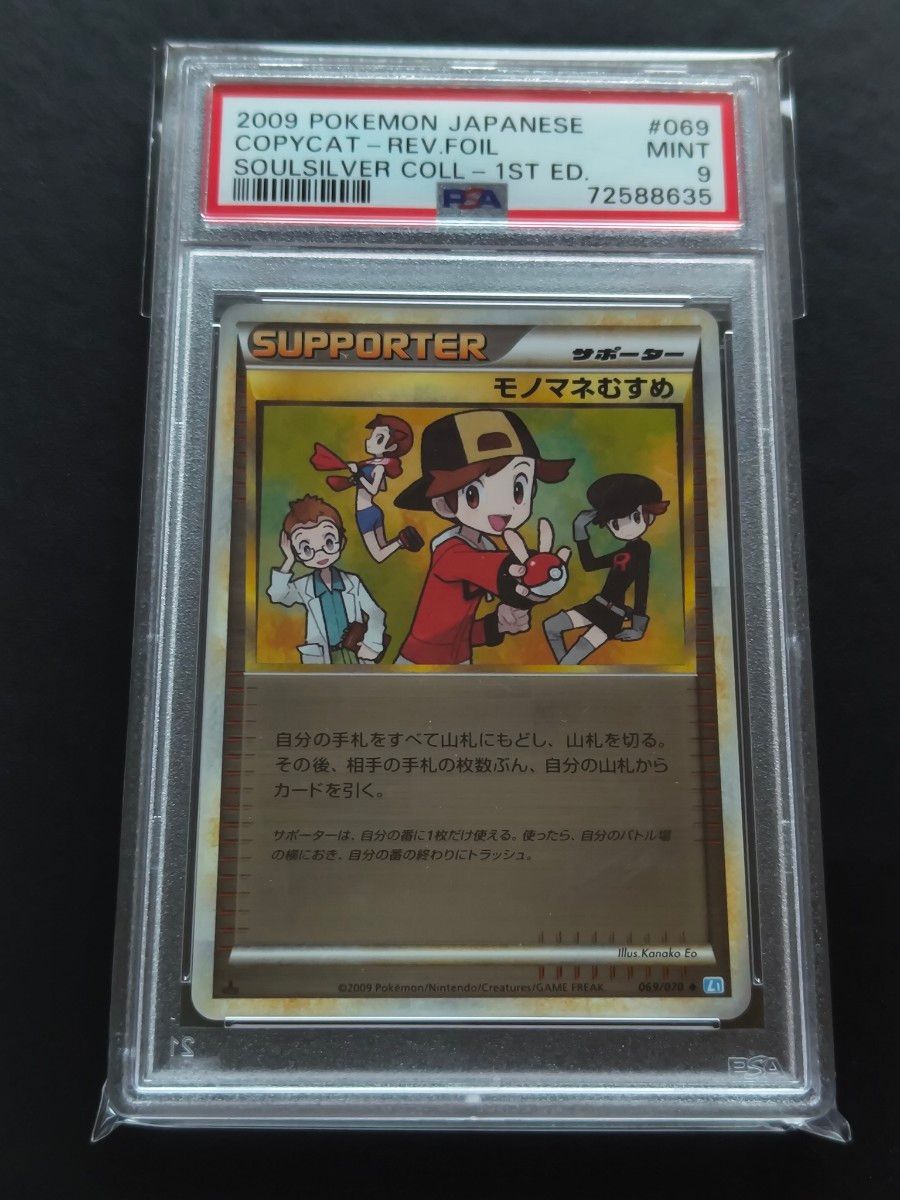 2009 POKEMON JAPANESE #069
COPYCAT-REV.FOIL MINT
SOULSILVER COLL-1ST ED. 9
PSA 72588635
SUPPORTER サポーター
モノマネむすめ
R
自分の手札をすべて山札にもどし、山札を切る。
その後、相手の手札の枚数ぶん、自分の山札から
カードを引く。
サポーターは、自分の番に1枚だけ使える。使ったら、自分のバトル場
の横におき、自分の番の終わりにトラッシュ。
Illus.Kanako Eo
©2009 Pokémon/Nintendo/Creatures/GAME FREAK. 069/070 ◆ L1
21 PSA